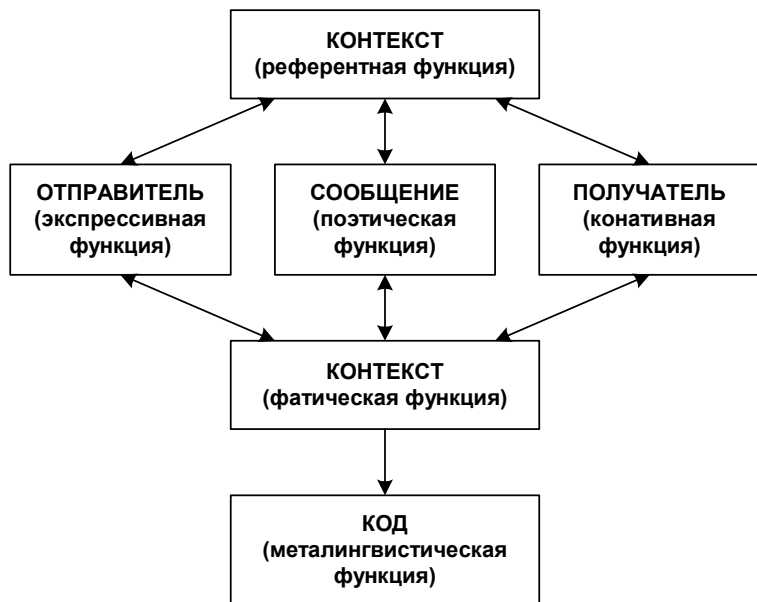 КОНТЕКСТ
(референтная функция)
ОТПРАВИТЕЛЬ
(экспрессивная
функция)
СООБЩЕНИЕ
(поэтическая
функция)
ПОЛУЧАТЕЛЬ
(конативная
функция)
КОНТЕКСТ
(фатическая функция)
КОД
(металингвистическая
функция)